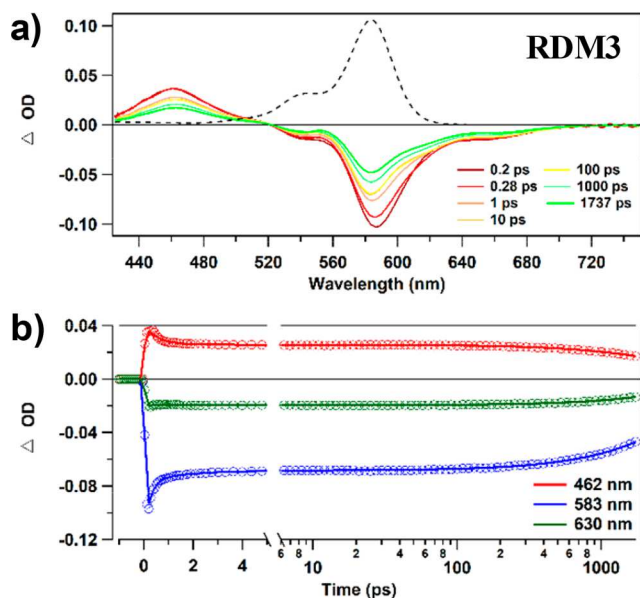 a)
RDM3
0.10
0.05
0.00
-0.05
-0.10
△ OD
0.2 ps
0.28 ps
1 ps
10 ps
100 ps
1000 ps
1737 ps
440 480 520 560 600 640 680 720
Wavelength (nm)
b)
0.04
0.00
-0.04
-0.08
-0.12
△ OD
462 nm
583 nm
630 nm
0 2 4 6 8 10 2 4 6 8 100 2 4 6 8 1000
Time (ps)